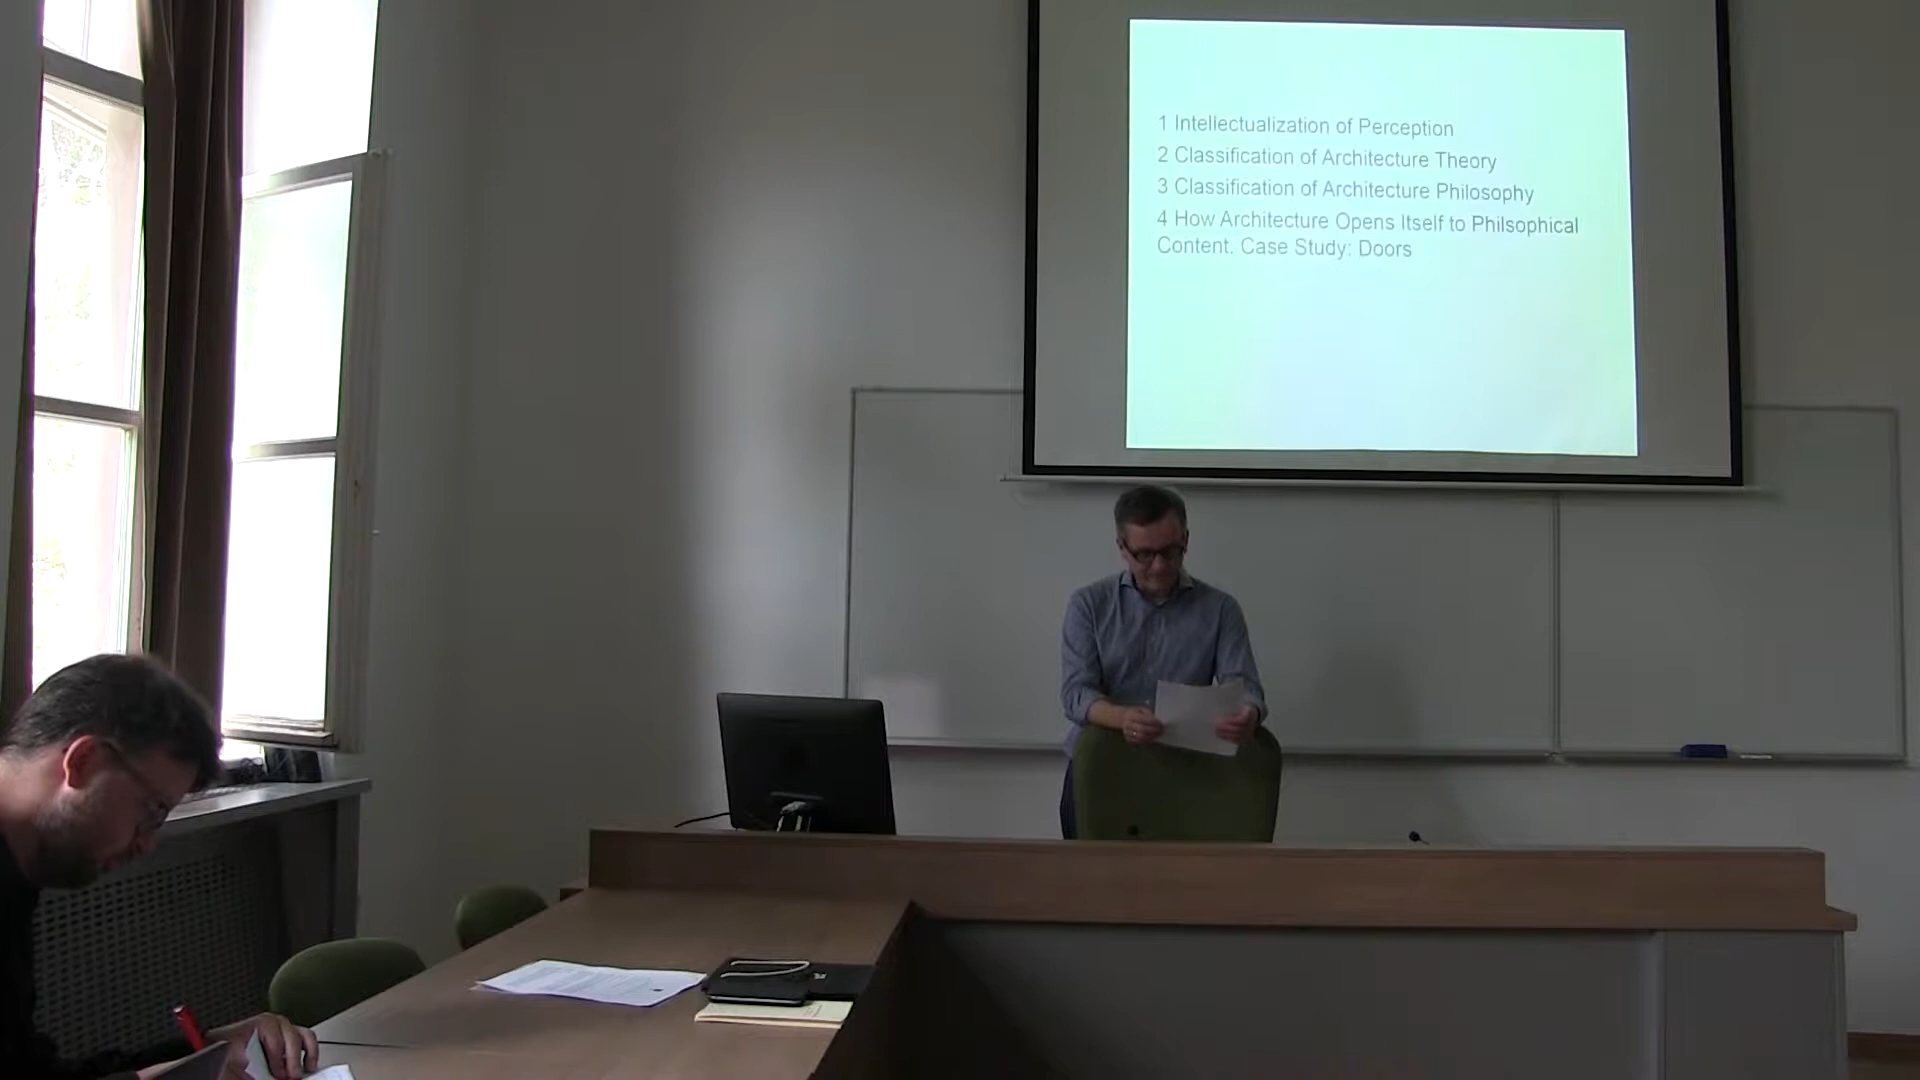 1 Intellectualization of Perception
2 Classification of Architecture Theory
3 Classification of Architecture Philosophy
4 How Architecture Opens Itself to Philsophical
Content. Case Study: Doors